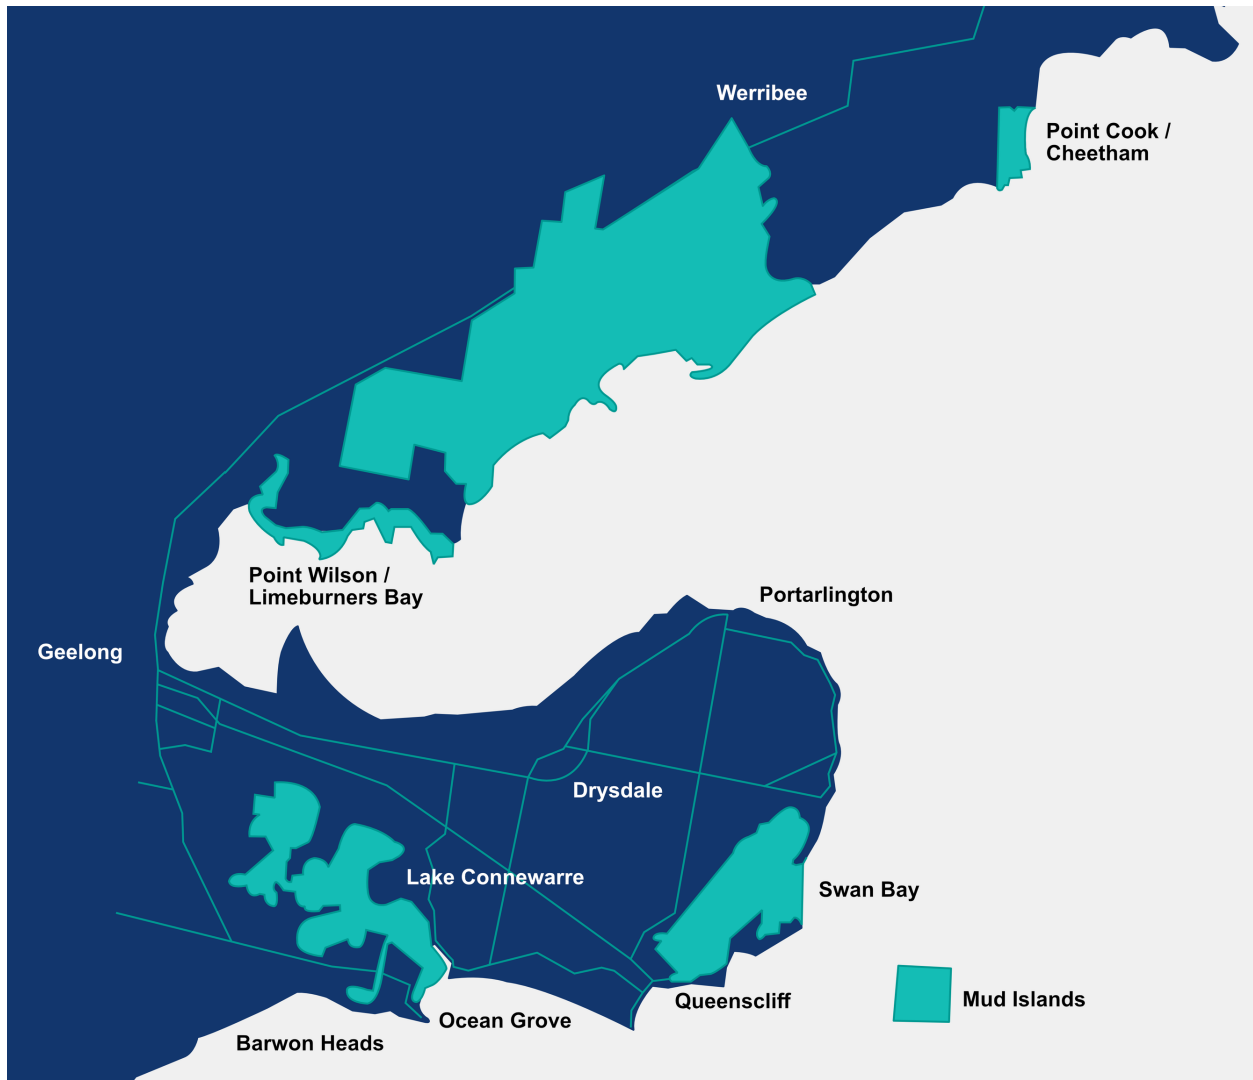 Werribee
Point Cook /
Cheetham
Point Wilson /
Limeburners Bay
Portarlington
Geelong
Drysdale
Lake Connewarre
Swan Bay
Queenscliff
Mud Islands
Ocean Grove
Barwon Heads